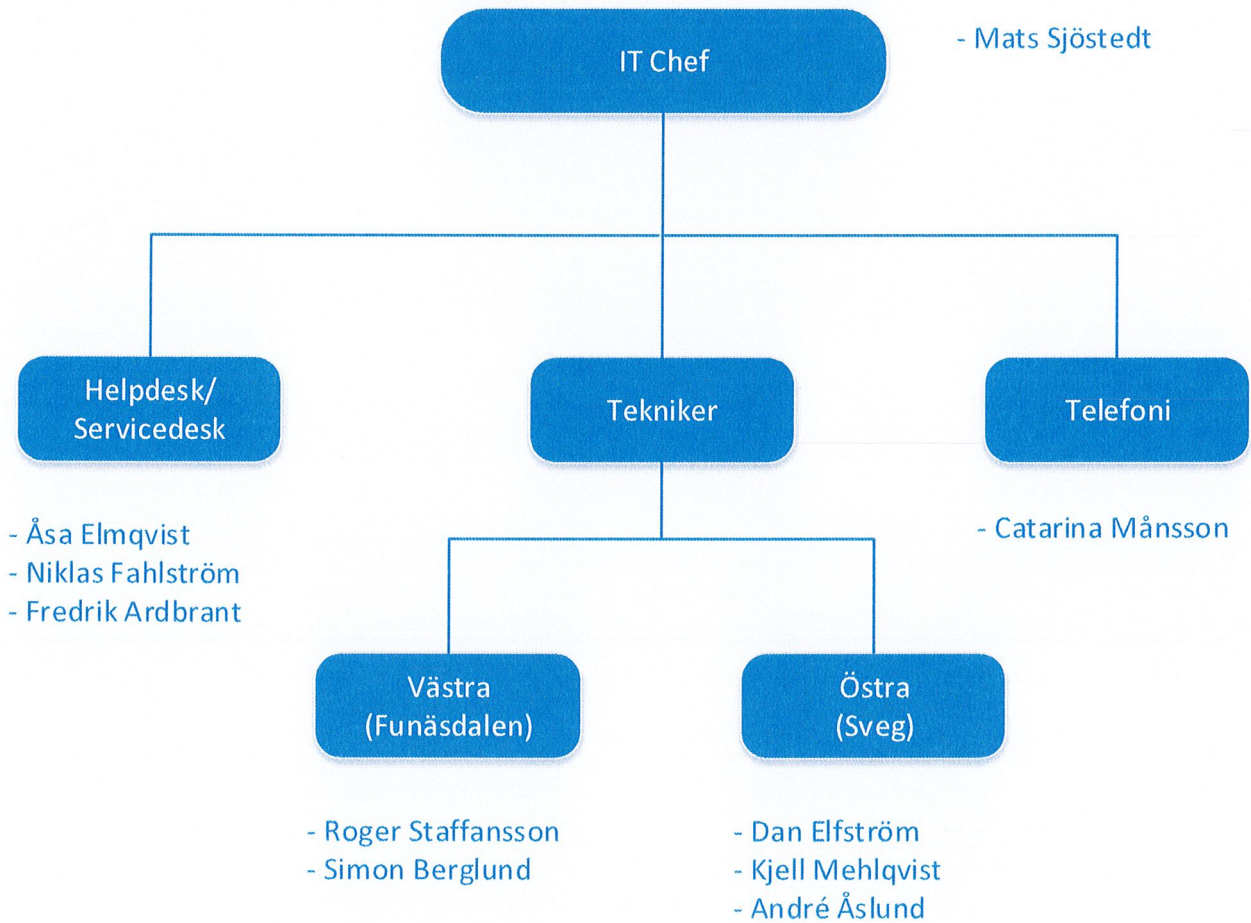 IT Chef
- Mats Sjöstedt
Helpdesk/
Servicedesk
- Åsa Elmqvist
- Niklas Fahlström
- Fredrik Ardbrant
Tekniker
Telefoni
- Catarina Månsson
Västra
(Funäsdalen)
- Roger Staffansson
- Simon Berglund
Östra
(Sveg)
- Dan Elfström
- Kjell Mehlqvist
- André Åslund